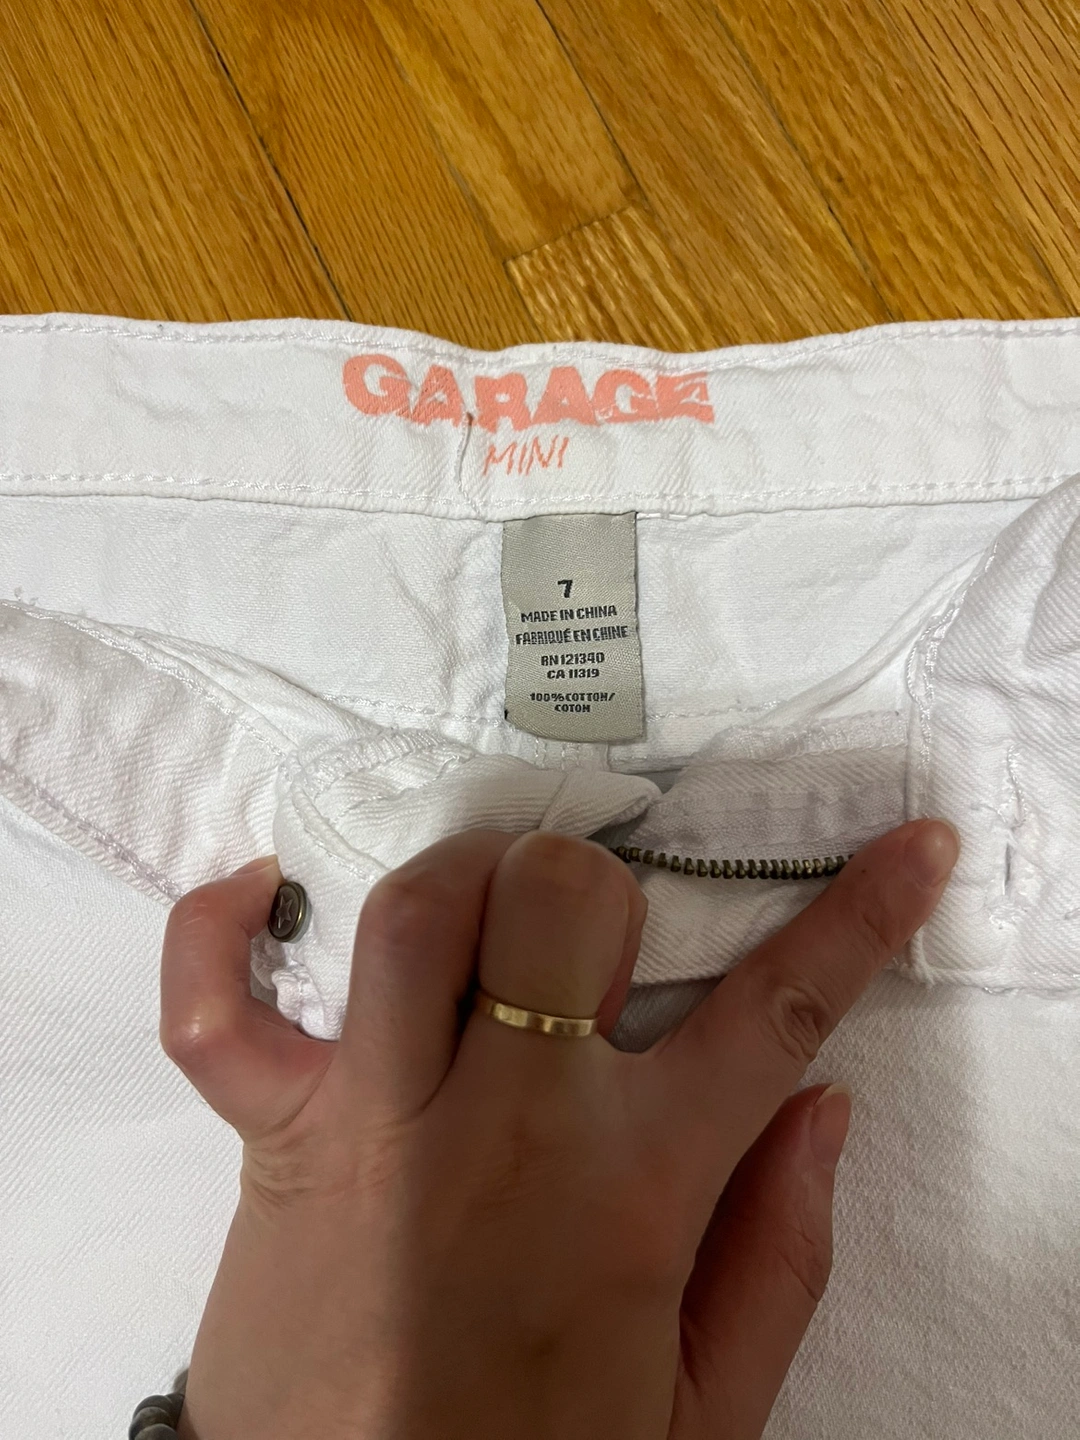 GARAGE
MINI
7
MADE IN CHINA
FABRIQUÉ EN CHINE
RN 121340
CA 11319
100% COTTON/
COTON